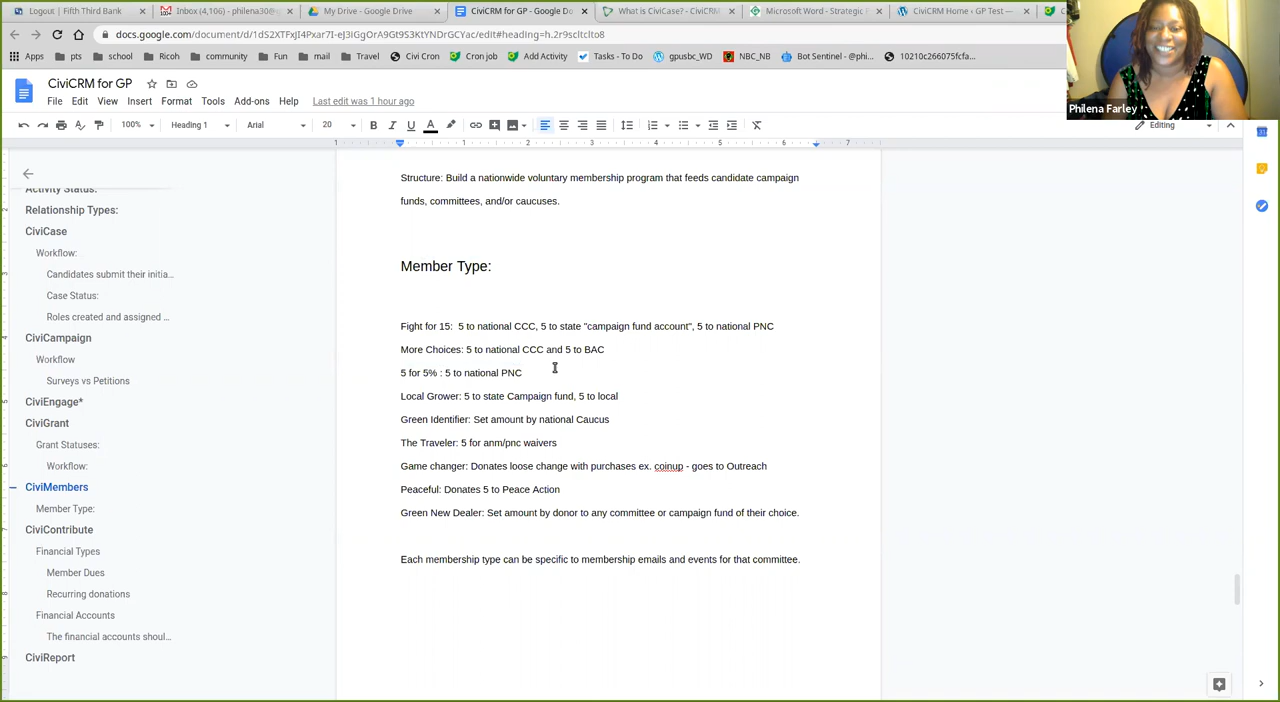 Logout | Fifth Third Bank
Inbox (4,106) - philena30@
My Drive - Google Drive
CiviCRM for GP - Google Do
What is CiviCase? - CiviCRM
Microsoft Word - Strategic
CiviCRM Home ‹ GP Test —
docs.google.com/document/d/
Apps
pts
school
Ricoh
community
Fun
mail
Travel
Civi Cron
Cron job
Add Activity
Tasks - To Do
gpusbc_WD
NBC_NB
Bot Sentinel - @phi...
10210c266075fcfa...
CiviCRM for GP
File Edit View Insert Format Tools Add-ons Help Last edit was 1 hour ago
100% Heading 1 Arial 20 B I U A Editing
Philena Farley
1 1 2 3 4 5 6 7
Activity Status:
Relationship Types:
CiviCase
Workflow:
Candidates submit their initia...
Case Status:
Roles created and assigned ...
CiviCampaign
Workflow
Surveys vs Petitions
CiviEngage*
CiviGrant
Grant Statuses:
Workflow:
CiviMembers
Member Type:
CiviContribute
Financial Types
Member Dues
Recurring donations
Financial Accounts
The financial accounts shoul...
CiviReport
Structure: Build a nationwide voluntary membership program that feeds candidate campaign
funds, committees, and/or caucuses.
Member Type:
Fight for 15: 5 to national CCC, 5 to state "campaign fund account", 5 to national PNC
More Choices: 5 to national CCC and 5 to BAC
5 for 5% : 5 to national PNC
Local Grower: 5 to state Campaign fund, 5 to local
Green Identifier: Set amount by national Caucus
The Traveler: 5 for anm/pnc waivers
Game changer: Donates loose change with purchases ex. coinup - goes to Outreach
Peaceful: Donates 5 to Peace Action
Green New Dealer: Set amount by donor to any committee or campaign fund of their choice.
Each membership type can be specific to membership emails and events for that committee.